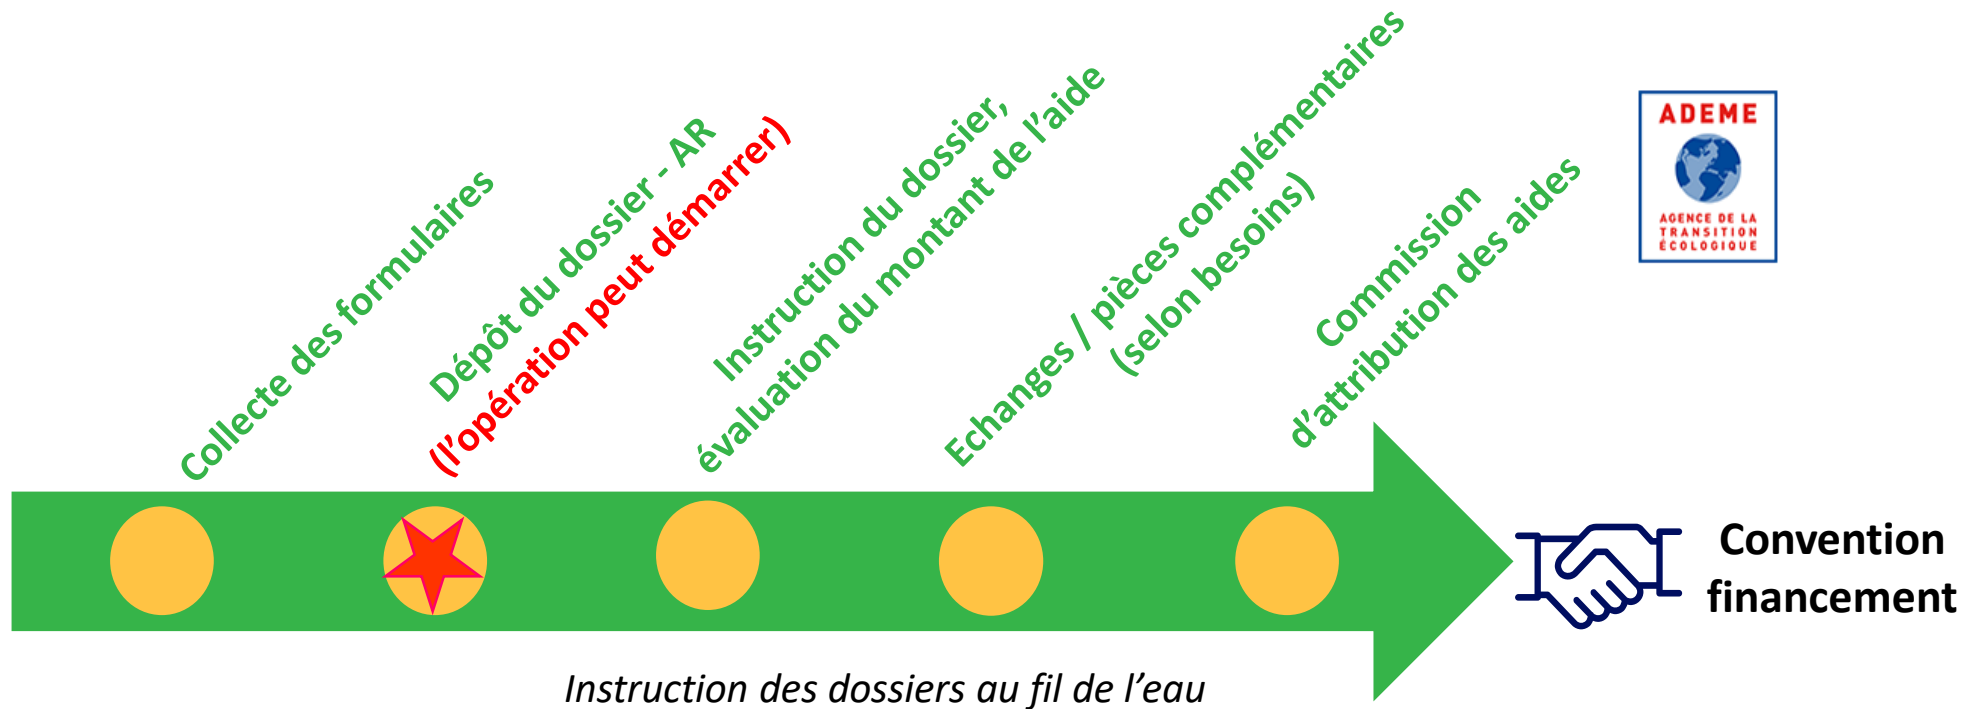 Collecte des formulaires
Dépôt du dossier - AR
(l'opération peut démarrer)
Instruction du dossier,
évaluation du montant de l'aide
Echanges / pièces complémentaires
(selon besoins)
Commission
d'attribution des aides
ADEME
AGENCE DE LA
TRANSITION
ÉCOLOGIQUE
Convention
financement
Instruction des dossiers au fil de l'eau